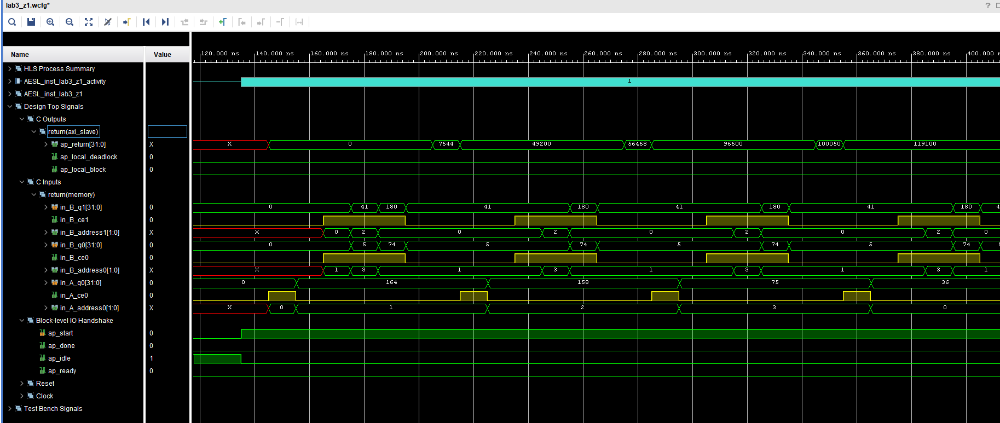 lab3_z1.wcfg*
?
Name Value
120.000 ns 140.000 ns 160.000 ns 180.000 ns 200.000 ns 220.000 ns 240.000 ns 260.000 ns 280.000 ns 300.000 ns 320.000 ns 340.000 ns 360.000 ns 380.000 ns 400.000
HLS Process Summary
AESL_inst_lab3_z1_activity 1
AESL_inst_lab3_z1
Design Top Signals
C Outputs
return(axi_slave)
ap_return[31:0] X X 0 7544 49200 56468 96600 100050 119100
ap_local_deadlock 0
ap_local_block 0
C Inputs
return(memory)
in_B_q1[31:0] 0 0 41 180 41 180 41 180 41 180 4
in_B_ce1 0
in_B_address1[1:0] X X 0 2 0 2 0 2 0 2 0
in_B_q0[31:0] 0 0 5 74 5 74 5 74 5 74
in_B_ce0 0
in_B_address0[1:0] X X 1 3 1 3 1 3 1 3 1
in_A_q0[31:0] 0 0 164 158 75 36
in_A_ce0 0
in_A_address0[1:0] X X 0 1 2 3 0
Block-level IO Handshake
ap_start 0
ap_done 0
ap_idle 1
ap_ready 0
Reset
Clock
Test Bench Signals